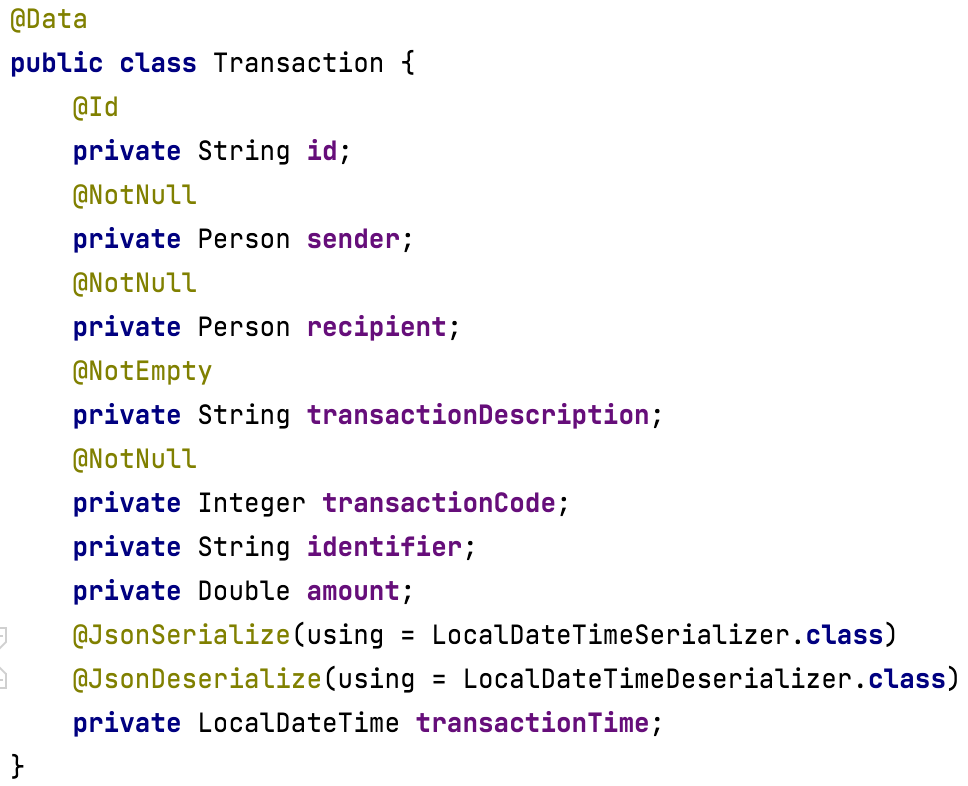 @Data
public class Transaction {
    @Id
    private String id;
    @NotNull
    private Person sender;
    @NotNull
    private Person recipient;
    @NotEmpty
    private String transactionDescription;
    @NotNull
    private Integer transactionCode;
    private String identifier;
    private Double amount;
    @JsonSerialize(using = LocalDateTimeSerializer.class)
    @JsonDeserialize(using = LocalDateTimeDeserializer.class)
    private LocalDateTime transactionTime;
}